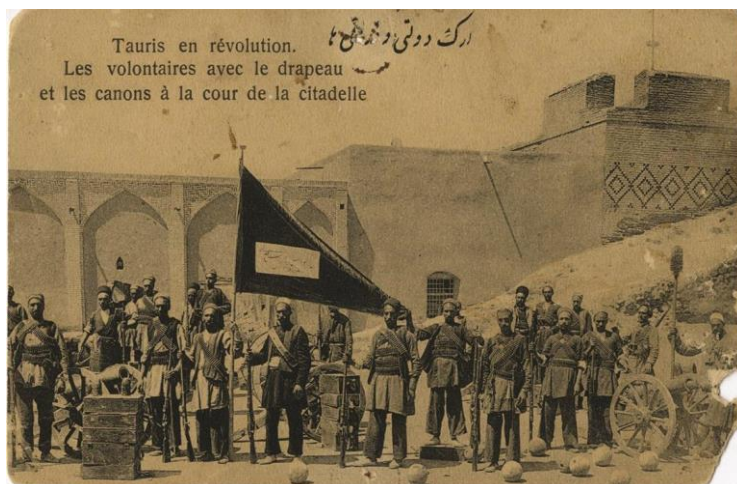 Tauris en révolution.
Les volontaires avec le drapeau
et les canons à la cour de la citadelle
ارک دولتی و